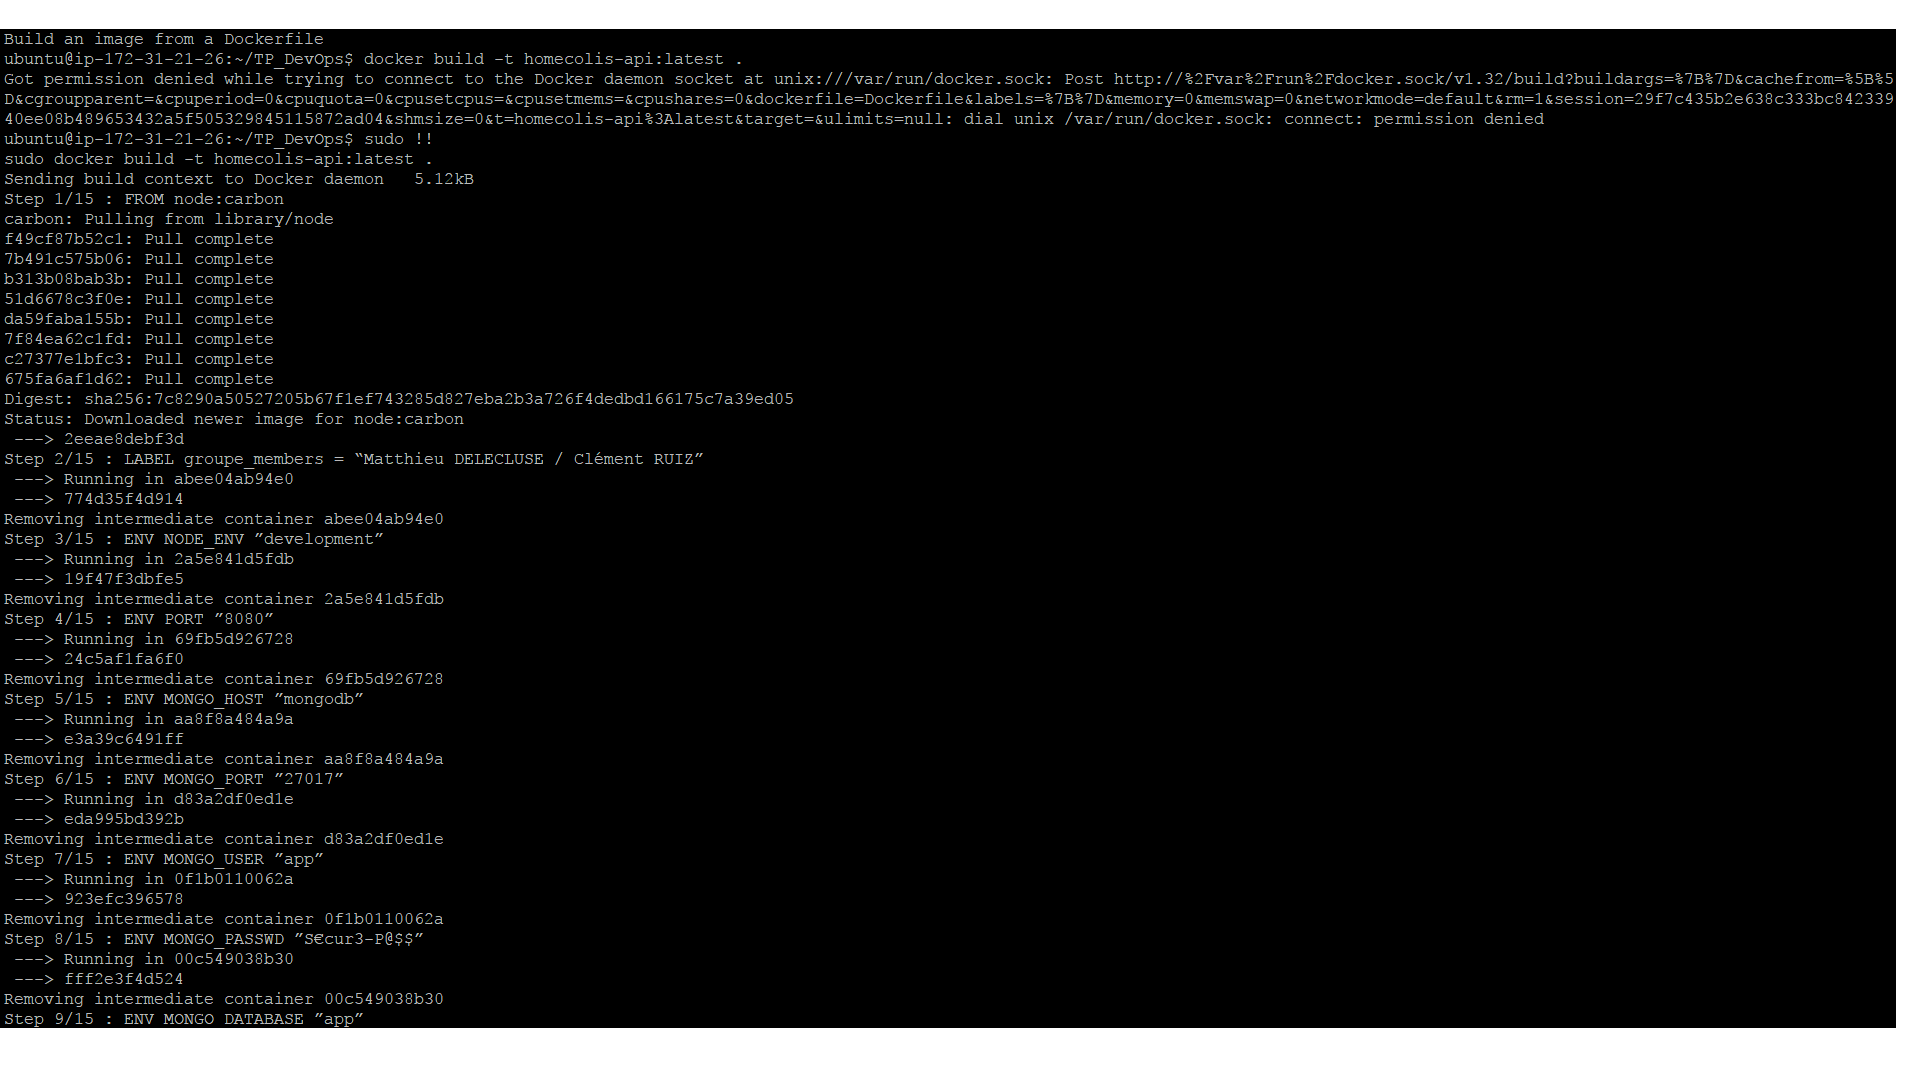 Build an image from a Dockerfile
ubuntu@ip-172-31-21-26:~/TP_DevOps$ docker build -t homecolis-api:latest .
Got permission denied while trying to connect to the Docker daemon socket at unix:///var/run/docker.sock: Post http://%2Fvar%2Frun%2Fdocker.sock/v1.32/build?buildargs=%7B%7D&cachefrom=%5B%5
D&cgroupparent=&cpuperiod=0&cpuquota=0&cpusetcpus=&cpusetmems=&cpushares=0&dockerfile=Dockerfile&labels=%7B%7D&memory=0&memswap=0&networkmode=default&rm=1&session=29f7c435b2e638c333bc842339
40ee08b489653432a5f505329845115872ad04&shmsize=0&t=homecolis-api%3Alatest&target=&ulimits=null: dial unix /var/run/docker.sock: connect: permission denied
ubuntu@ip-172-31-21-26:~/TP_DevOps$ sudo !!
sudo docker build -t homecolis-api:latest .
Sending build context to Docker daemon   5.12kB
Step 1/15 : FROM node:carbon
carbon: Pulling from library/node
f49cf87b52c1: Pull complete
7b491c575b06: Pull complete
b313b08bab3b: Pull complete
51d6678c3f0e: Pull complete
da59faba155b: Pull complete
7f84ea62c1fd: Pull complete
c27377e1bfc3: Pull complete
675fa6af1d62: Pull complete
Digest: sha256:7c8290a50527205b67f1ef743285d827eba2b3a726f4dedbd166175c7a39ed05
Status: Downloaded newer image for node:carbon
 ---> 2eeae8debf3d
Step 2/15 : LABEL groupe_members = “Matthieu DELECLUSE / Clément RUIZ”
 ---> Running in abee04ab94e0
 ---> 774d35f4d914
Removing intermediate container abee04ab94e0
Step 3/15 : ENV NODE_ENV ”development”
 ---> Running in 2a5e841d5fdb
 ---> 19f47f3dbfe5
Removing intermediate container 2a5e841d5fdb
Step 4/15 : ENV PORT ”8080”
 ---> Running in 69fb5d926728
 ---> 24c5af1fa6f0
Removing intermediate container 69fb5d926728
Step 5/15 : ENV MONGO_HOST ”mongodb”
 ---> Running in aa8f8a484a9a
 ---> e3a39c6491ff
Removing intermediate container aa8f8a484a9a
Step 6/15 : ENV MONGO_PORT ”27017”
 ---> Running in d83a2df0ed1e
 ---> eda995bd392b
Removing intermediate container d83a2df0ed1e
Step 7/15 : ENV MONGO_USER ”app”
 ---> Running in 0f1b0110062a
 ---> 923efc396578
Removing intermediate container 0f1b0110062a
Step 8/15 : ENV MONGO_PASSWD ”S€cur3-P@$$”
 ---> Running in 00c549038b30
 ---> fff2e3f4d524
Removing intermediate container 00c549038b30
Step 9/15 : ENV MONGO_DATABASE ”app”